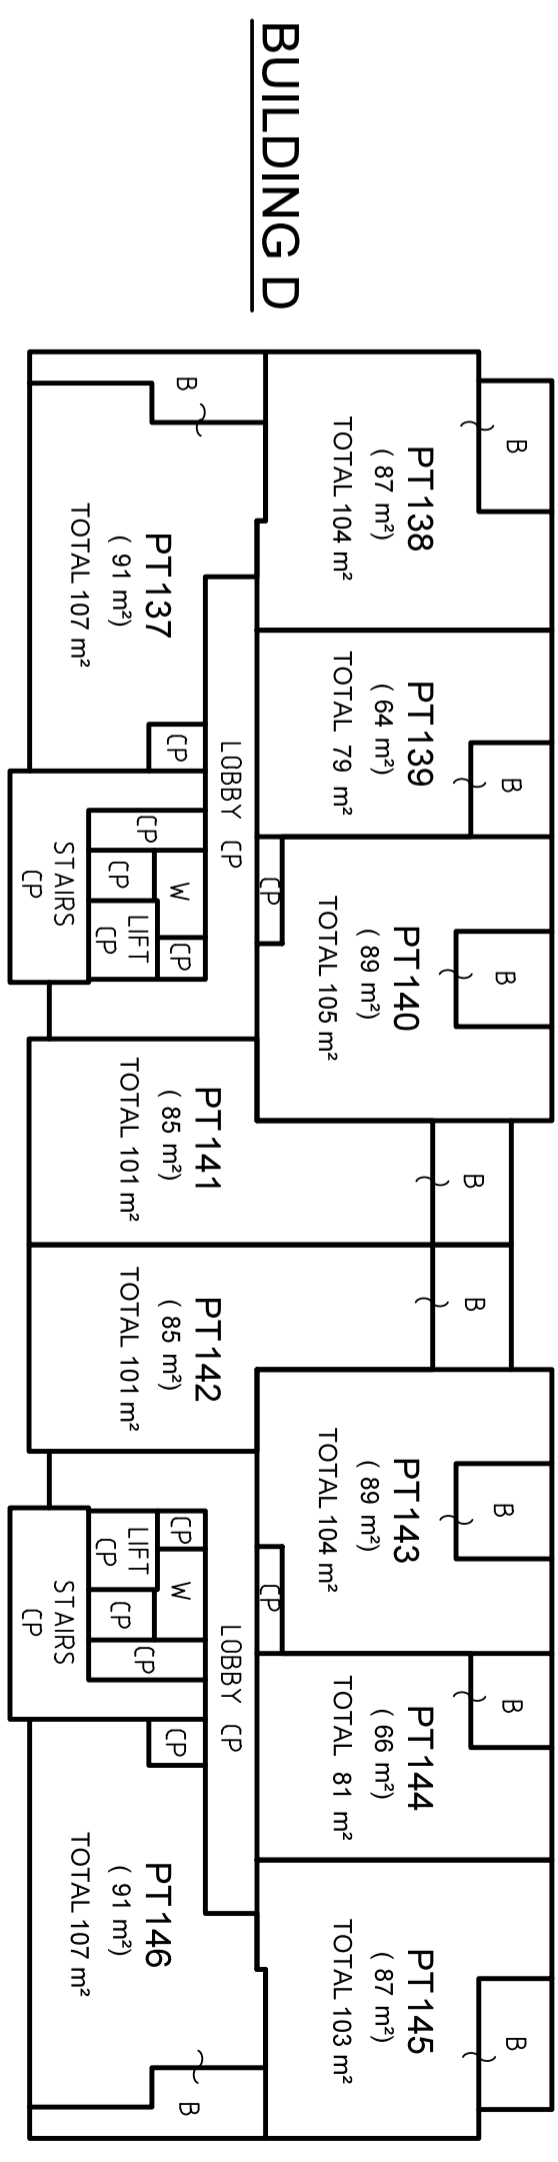 BUILDING D
B
PT138
( 87 m²)
TOTAL 104 m²
B
PT137
( 91 m²)
TOTAL 107 m²
CP
PT139
( 64 m²)
TOTAL 79 m²
B
LOBBY CP
CP
CP
CP
W
LIFT
CP
CP
STAIRS
CP
PT140
( 89 m²)
TOTAL 105 m²
B
PT141
( 85 m²)
TOTAL 101 m²
B
PT142
( 85 m²)
TOTAL 101 m²
B
PT143
( 89 m²)
TOTAL 104 m²
B
CP
LOBBY CP
CP
W
LIFT
CP
CP
CP
STAIRS
CP
CP
PT144
( 66 m²)
TOTAL 81 m²
B
PT145
( 87 m²)
TOTAL 103 m²
B
PT146
( 91 m²)
TOTAL 107 m²
B